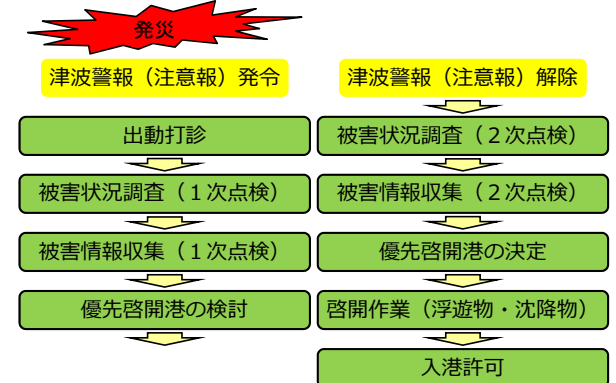 発災
津波警報（注意報）発令
出動打診
被害状況調査（１次点検）
被害情報収集（１次点検）
優先啓開港の検討
津波警報（注意報）解除
被害状況調査（２次点検）
被害情報収集（２次点検）
優先啓開港の決定
啓開作業（浮遊物・沈降物）
入港許可